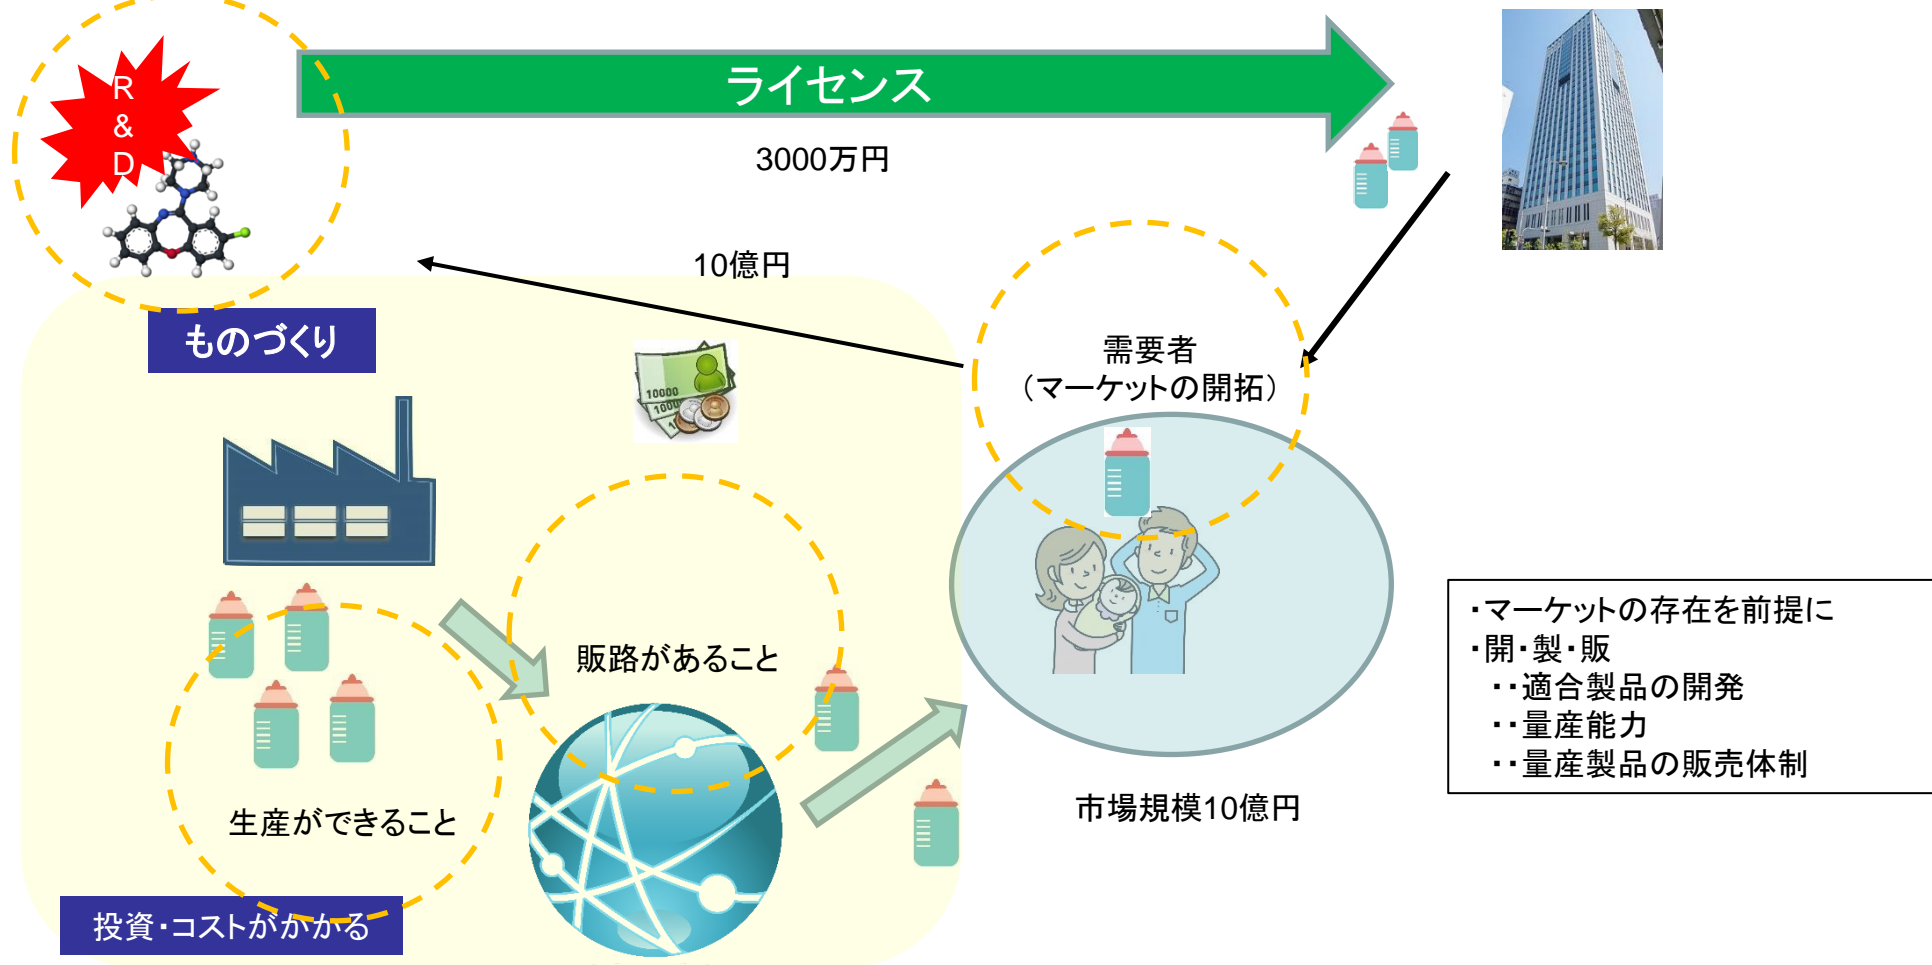 R
&
D
ライセンス
3000万円
10億円
ものづくり
10000
1000
1
需要者
（マーケットの開拓）
販路があること
生産ができること
投資・コストがかかる
市場規模10億円
・マーケットの存在を前提に
・開・製・販
・・適合製品の開発
・・量産能力
・・量産製品の販売体制